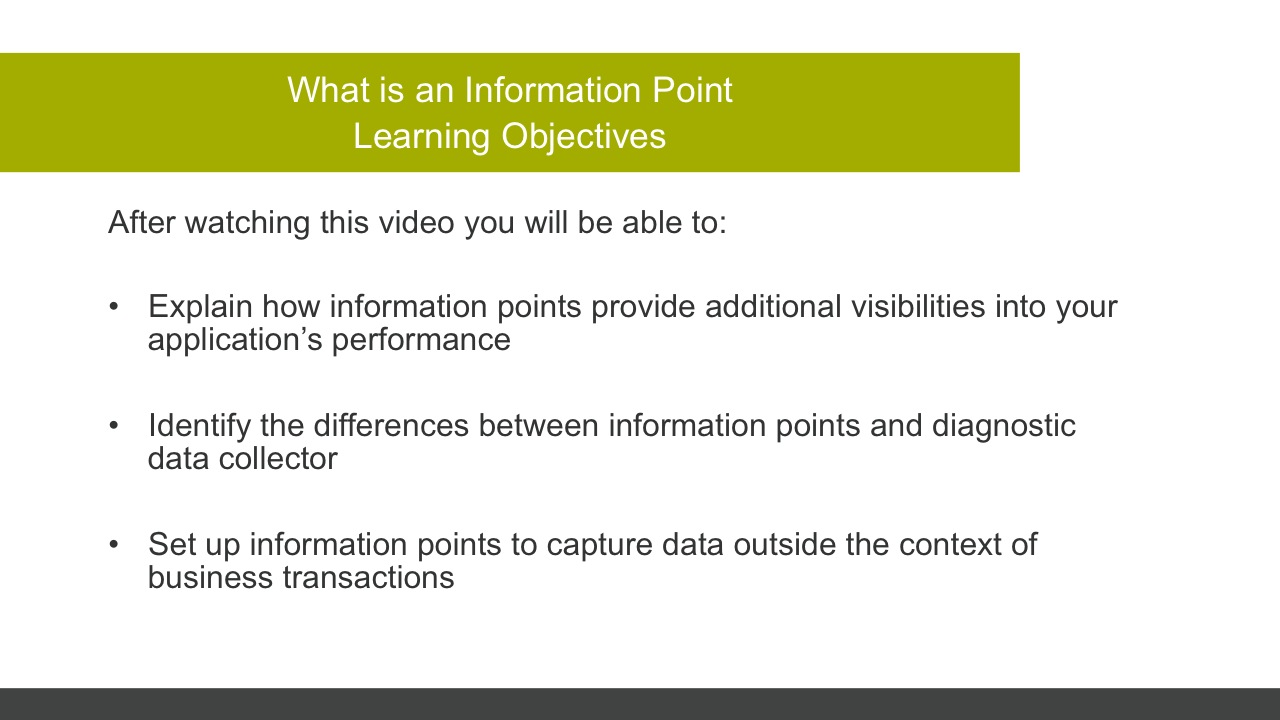 What is an Information Point
Learning Objectives
After watching this video you will be able to:
• Explain how information points provide additional visibilities into your
application’s performance
• Identify the differences between information points and diagnostic
data collector
• Set up information points to capture data outside the context of
business transactions